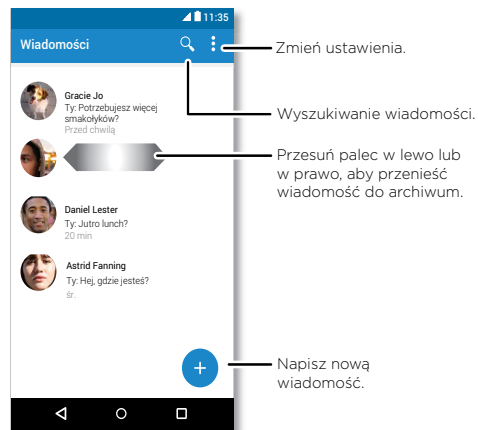 11:35
Wiadomości
Zmień ustawienia.
Gracie Jo
Ty: Potrzebujesz więcej
smakołyków?
Przed chwilą
Wyszukiwanie wiadomości.
Przesuń palec w lewo lub
w prawo, aby przenieść
wiadomość do archiwum.
Daniel Lester
Ty: Jutro lunch?
20 min
Astrid Fanning
Ty: Hej, gdzie jesteś?
śr.
Napisz nową
wiadomość.